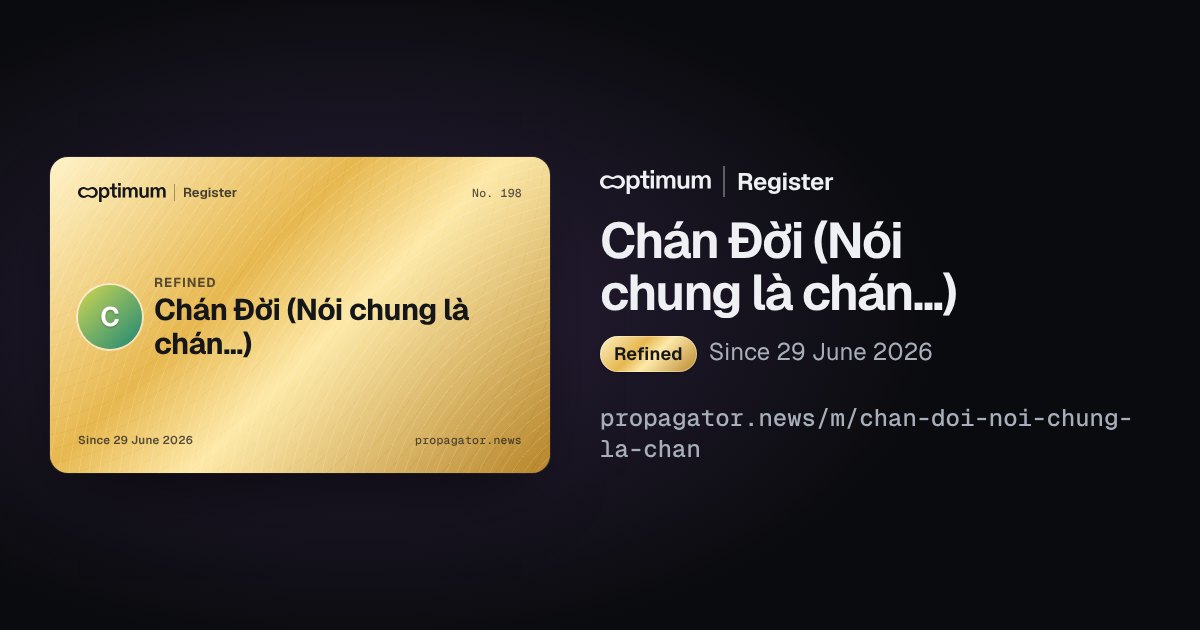 optimum | Register
No. 198
REFINED
C
Chán Đời (Nói chung là
chán...)
Since 29 June 2026
propagator.news
optimum | Register
Chán Đời (Nói
chung là chán...)
Refined
Since 29 June 2026
propagator.news/m/chan-doi-noi-chung-
la-chan